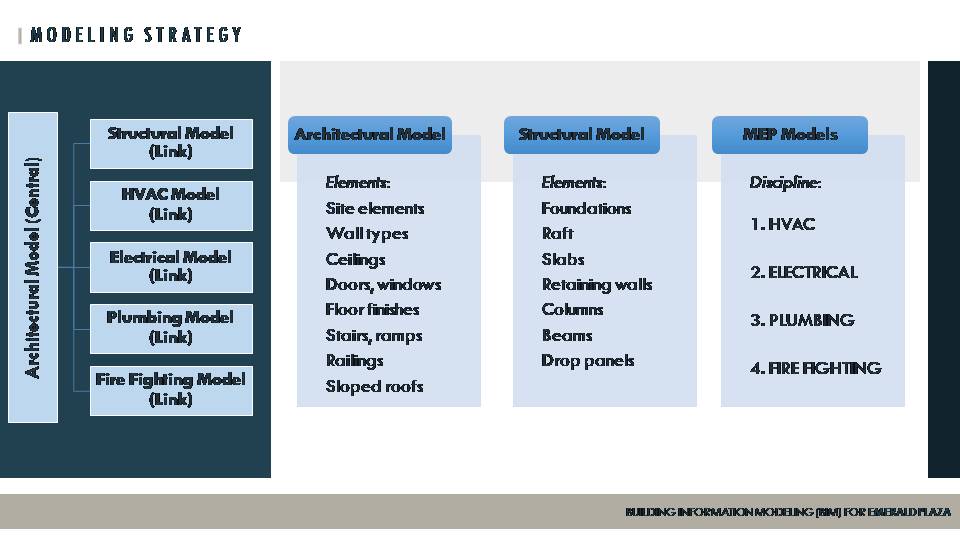 MODELING STRATEGY
Architectural Model (Central)
Structural Model
(Link)
HVAC Model
(Link)
Electrical Model
(Link)
Plumbing Model
(Link)
Fire Fighting Model
(Link)
Architectural Model
Elements:
Site elements
Wall types
Ceilings
Doors, windows
Floor finishes
Stairs, ramps
Railings
Sloped roofs
Structural Model
Elements:
Foundations
Raft
Slabs
Retaining walls
Columns
Beams
Drop panels
MEP Models
Discipline:
1. HVAC
2. ELECTRICAL
3. PLUMBING
4. FIRE FIGHTING
BUILDING INFORMATION MODELING (BIM) FOR EMERALD PLAZA